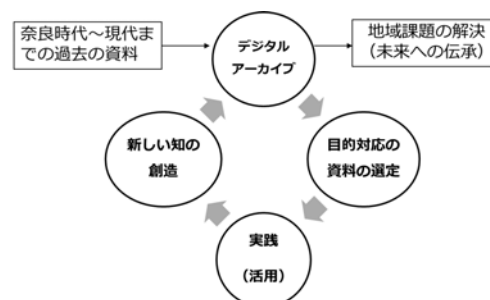 奈良時代～現代ま
での過去の資料
デジタル
アーカイブ
地域課題の解決
（未来への伝承）
新しい知の
創造
目的対応の
資料の選定
実践
（活用）